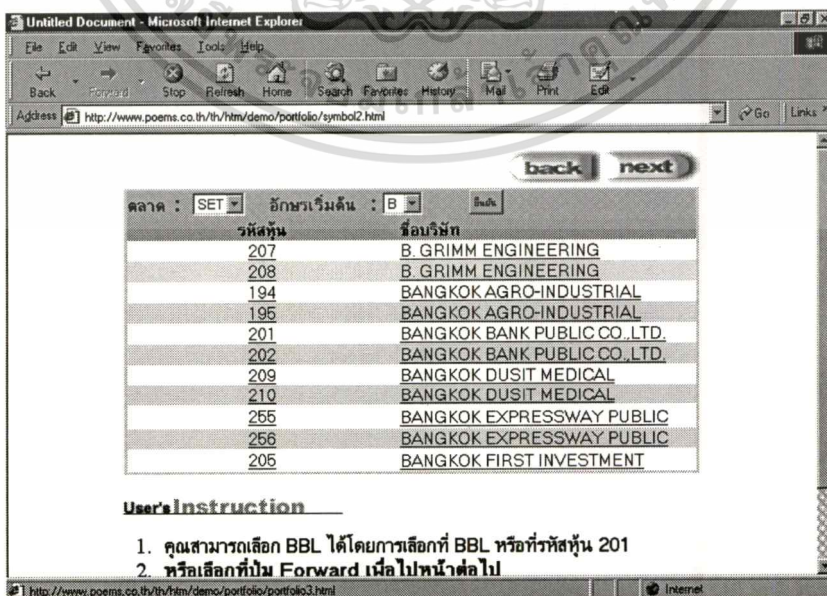 Untitled Document - Microsoft Internet Explorer
File Edit View Favorites Tools Help
Back Forward Stop Refresh Home Search Favorites History Mail Print Edit
Address http://www.poems.co.th/th/htm/demo/portfolio/symbol2.html Go Links
back next
ตลาด : SET อักษรเริ่มต้น : B ยืนยัน
รหัสหุ้น ชื่อบริษัท
207 B. GRIMM ENGINEERING
208 B. GRIMM ENGINEERING
194 BANGKOK AGRO-INDUSTRIAL
195 BANGKOK AGRO-INDUSTRIAL
201 BANGKOK BANK PUBLIC CO.,LTD.
202 BANGKOK BANK PUBLIC CO.,LTD.
209 BANGKOK DUSIT MEDICAL
210 BANGKOK DUSIT MEDICAL
255 BANGKOK EXPRESSWAY PUBLIC
256 BANGKOK EXPRESSWAY PUBLIC
205 BANGKOK FIRST INVESTMENT
User's Instruction
1. คุณสามารถเลือก BBL ได้โดยการเลือกที่ BBL หรือที่รหัสหุ้น 201
2. หรือเลือกที่ปุ่ม Forward เพื่อไปหน้าต่อไป
http://www.poems.co.th/th/htm/demo/portfolio/portfolio3.html Internet